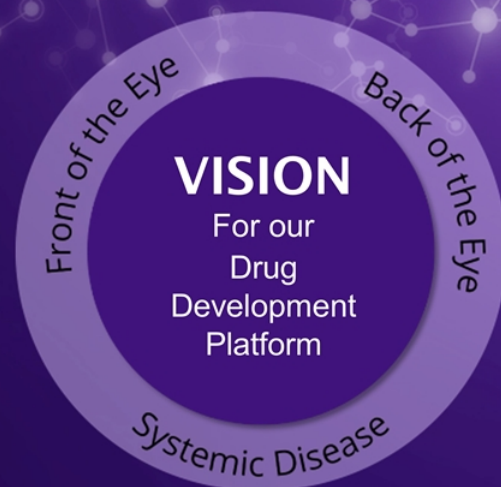 Front of the Eye
Back of the Eye
VISION
For our
Drug
Development
Platform
Systemic Disease